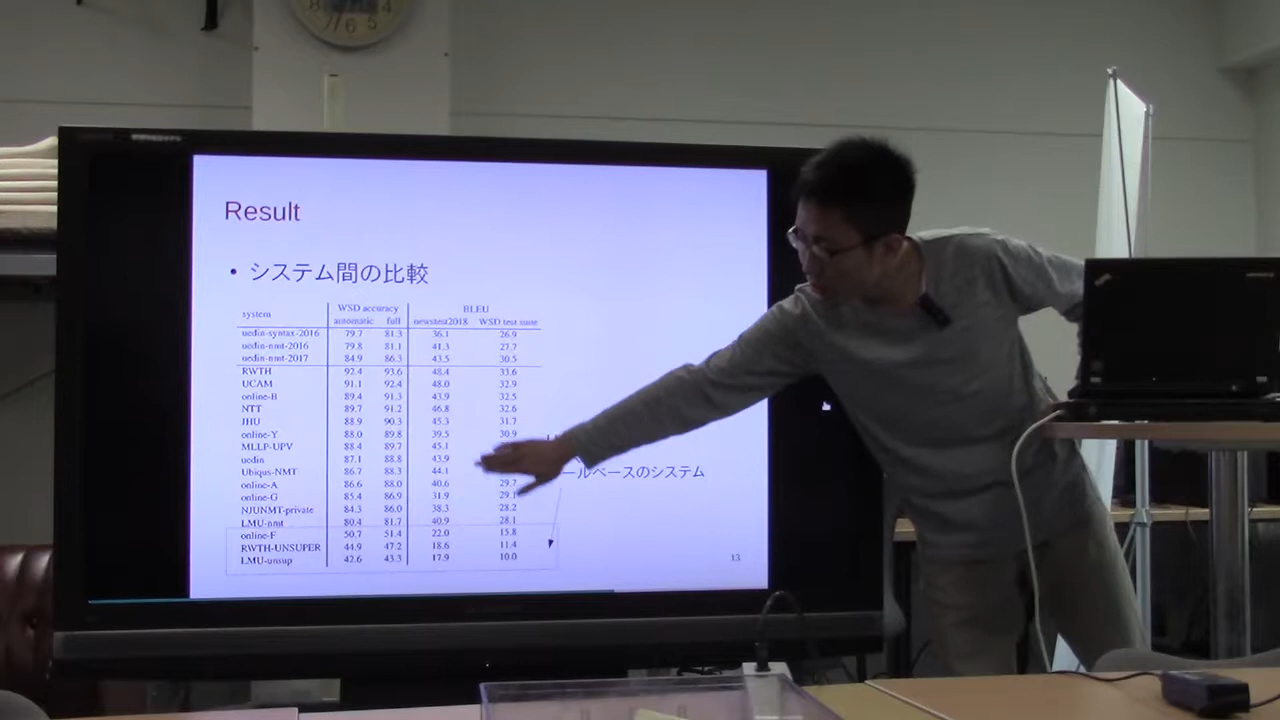 8 4
7 6 5
Result
• システム間の比較
system WSD accuracy BLEU
automatic full newstest2018 WSD test suite
uedin-syntax-2016 79.7 81.3 36.1 26.9
uedin-nmt-2016 79.8 81.1 41.3 27.7
uedin-nmt-2017 84.9 86.3 43.5 30.5
RWTH 92.4 93.6 48.4 33.6
UCAM 91.1 92.4 48.0 32.9
online-B 89.4 91.3 43.9 32.5
NTT 89.7 91.2 46.8 32.6
JHU 88.9 90.3 45.3 31.7
online-Y 88.0 89.8 39.5 30.9
MLLP-UPV 88.4 89.7 45.1
uedin 87.1 88.8 43.9
Ubiqus-NMT 86.7 88.3 44.1
ールベースのシステム
online-A 86.6 88.0 40.6 29.7
online-G 85.4 86.9 31.9 29.1
NJUNMT-private 84.3 86.0 38.3 28.2
LMU-nmt 80.4 81.7 40.9 28.1
online-F 50.7 51.4 22.0 15.8
RWTH-UNSUPER 44.9 47.2 18.6 11.4
LMU-unsup 42.6 43.3 17.9 10.0
13